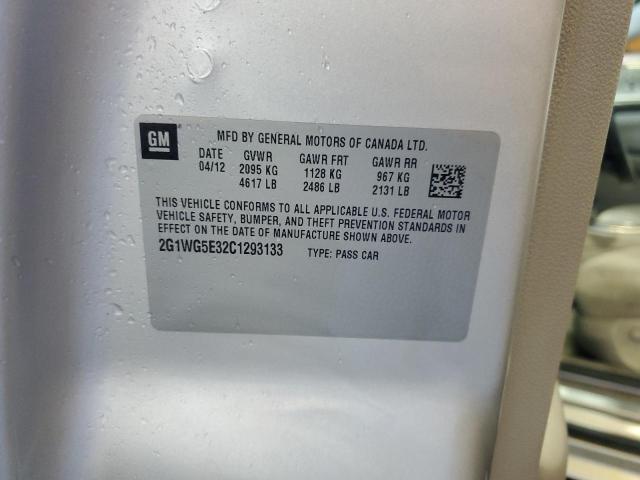 GM
MFD BY GENERAL MOTORS OF CANADA LTD.
DATE GVWR GAWR FRT GAWR RR
04/12 2095 KG 1128 KG 967 KG
4617 LB 2486 LB 2131 LB
THIS VEHICLE CONFORMS TO ALL APPLICABLE U.S. FEDERAL MOTOR
VEHICLE SAFETY, BUMPER, AND THEFT PREVENTION STANDARDS IN
EFFECT ON THE DATE OF MANUFACTURE SHOWN ABOVE.
2G1WG5E32C1293133 TYPE: PASS CAR